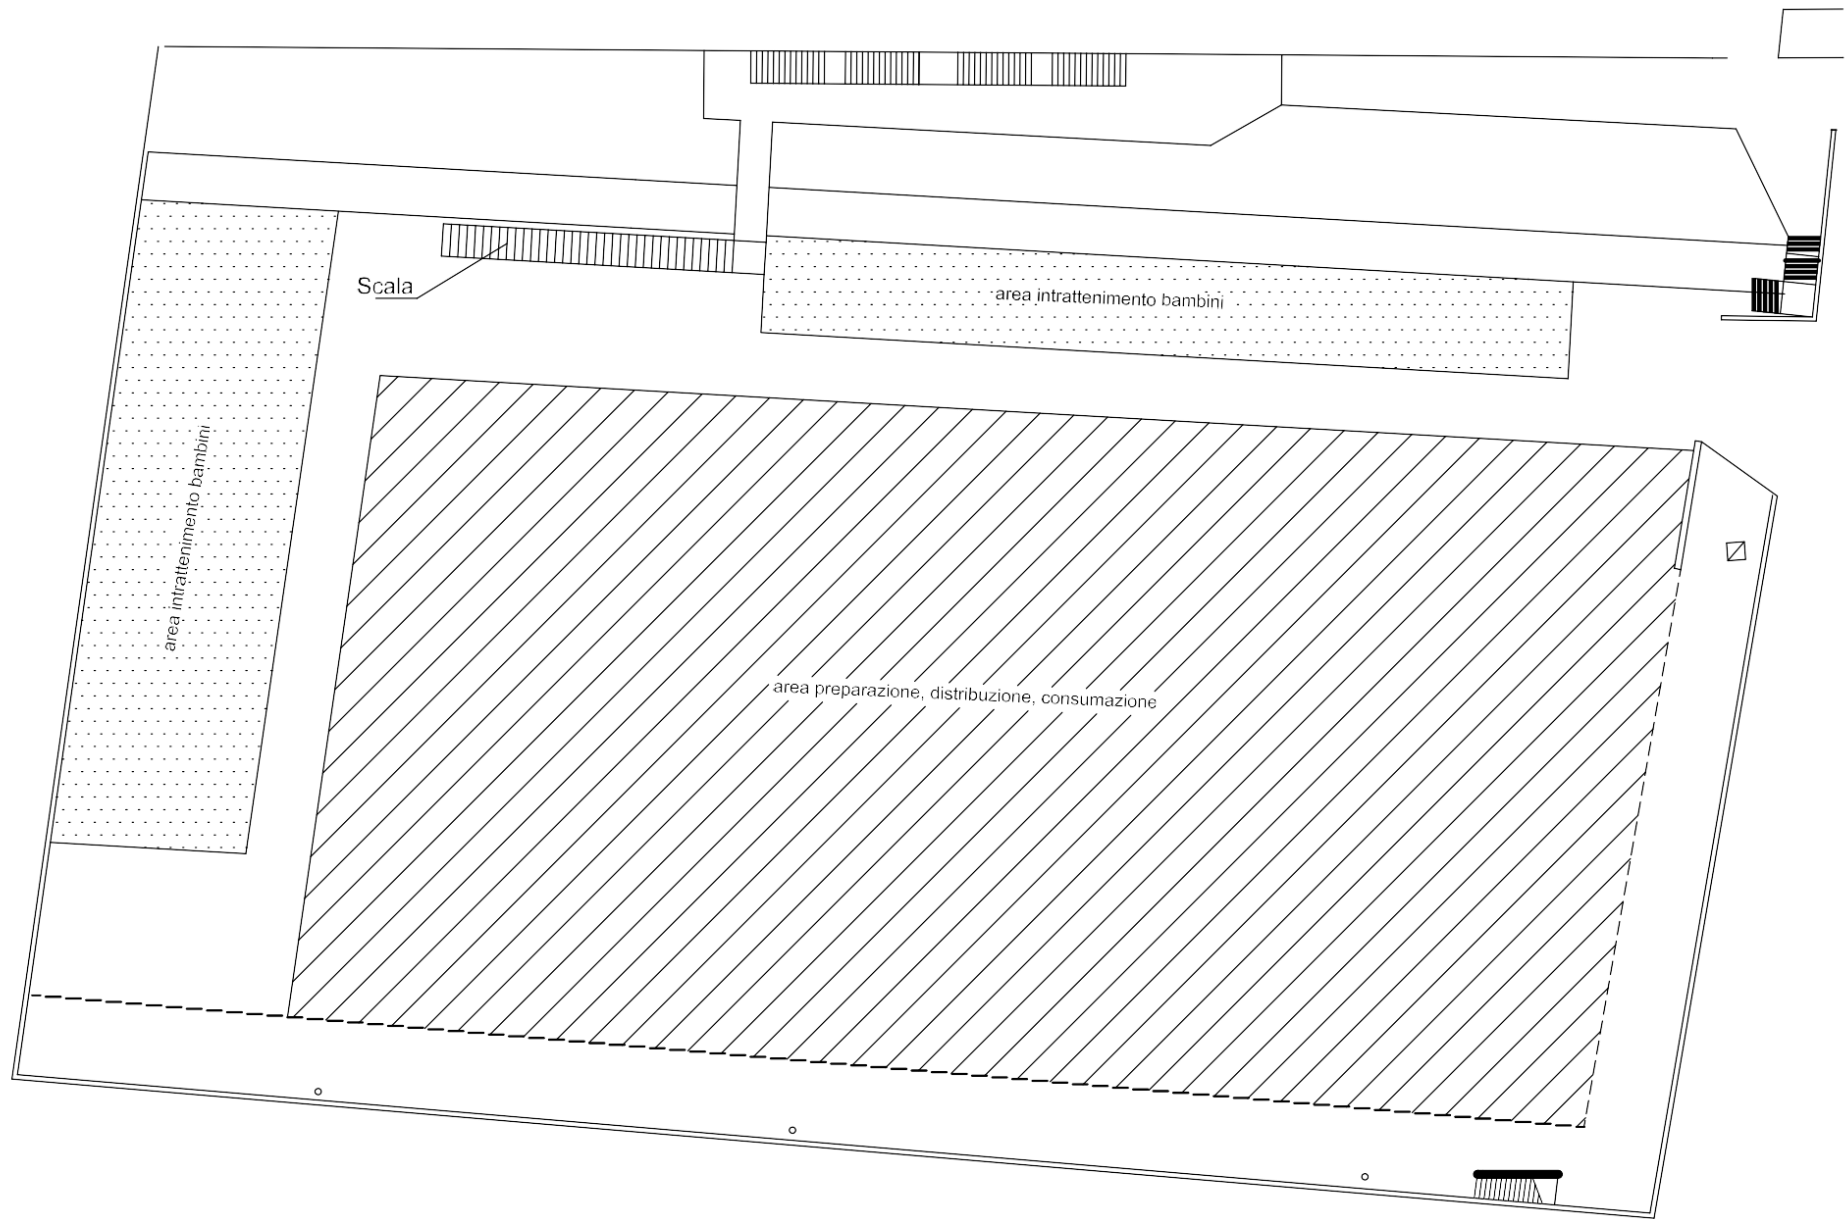 Scala
area intrattenimento bambini
area intrattenimento bambini
area preparazione, distribuzione, consumazione